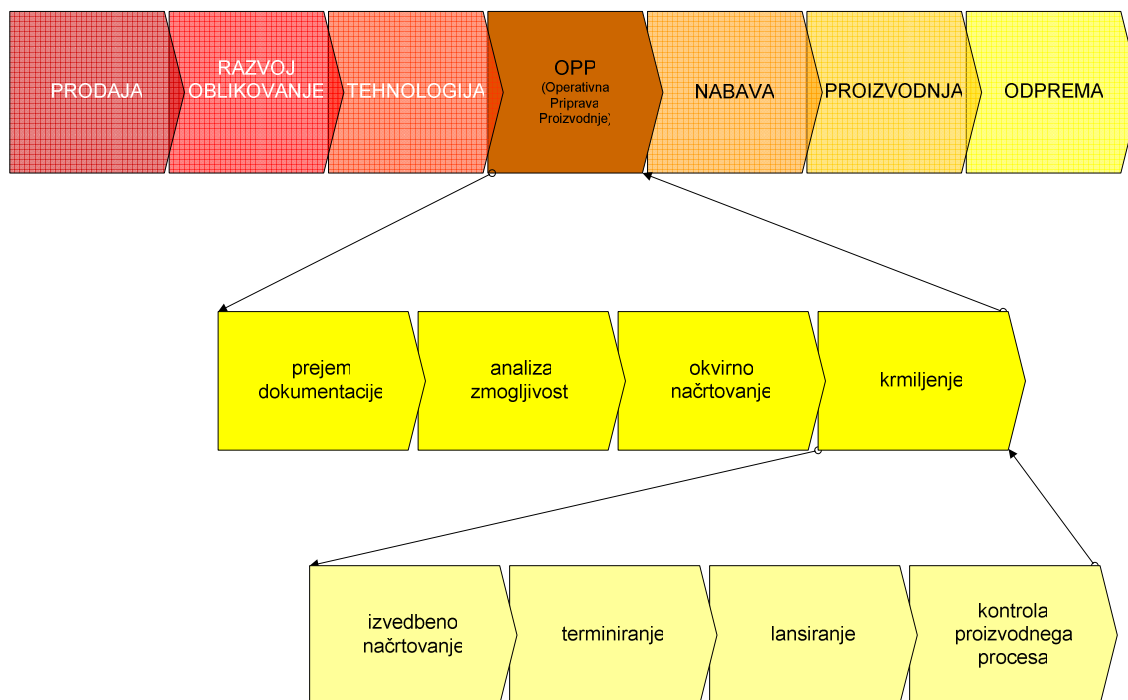 PRODAJA
RAZVOJ
OBLIKOVANJE
TEHNOLOGIJA
OPP
(Operativna
Priprava
Proizvodnje)
NABAVA
PROIZVODNJA
ODPREMA
prejem
dokumentacije
analiza
zmogljivost
okvirno
načrtovanje
krmiljenje
izvedbeno
načrtovanje
terminiranje
lansiranje
kontrola
proizvodnega
procesa